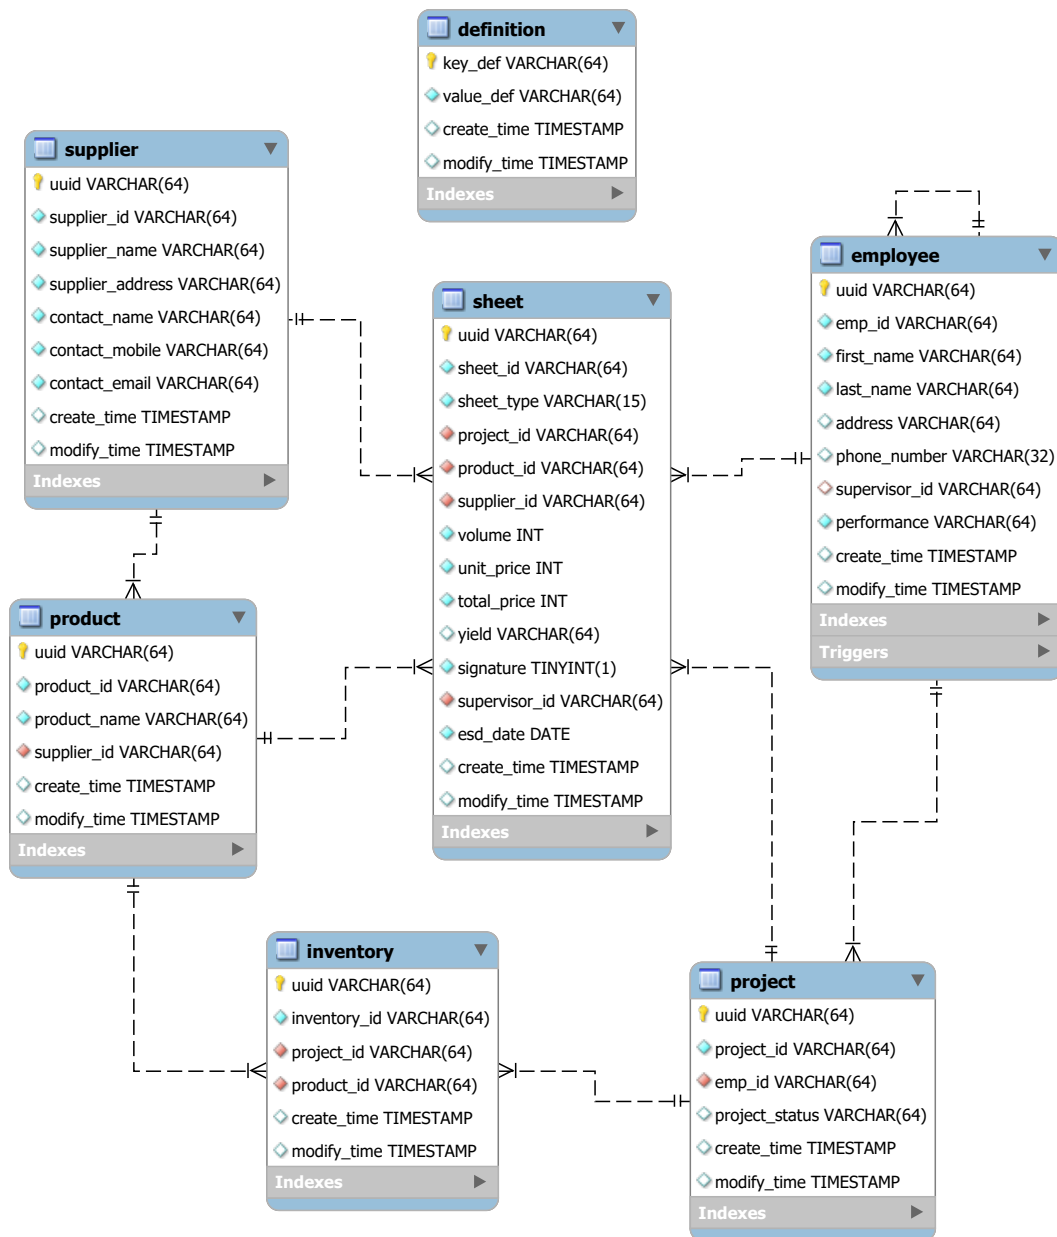 definition
key_def VARCHAR(64)
value_def VARCHAR(64)
create_time TIMESTAMP
modify_time TIMESTAMP
Indexes
supplier
uuid VARCHAR(64)
supplier_id VARCHAR(64)
supplier_name VARCHAR(64)
supplier_address VARCHAR(64)
contact_name VARCHAR(64)
contact_mobile VARCHAR(64)
contact_email VARCHAR(64)
create_time TIMESTAMP
modify_time TIMESTAMP
Indexes
employee
uuid VARCHAR(64)
emp_id VARCHAR(64)
first_name VARCHAR(64)
last_name VARCHAR(64)
address VARCHAR(64)
phone_number VARCHAR(32)
supervisor_id VARCHAR(64)
performance VARCHAR(64)
create_time TIMESTAMP
modify_time TIMESTAMP
Indexes
Triggers
sheet
uuid VARCHAR(64)
sheet_id VARCHAR(64)
sheet_type VARCHAR(15)
project_id VARCHAR(64)
product_id VARCHAR(64)
supplier_id VARCHAR(64)
volume INT
unit_price INT
total_price INT
yield VARCHAR(64)
signature TINYINT(1)
supervisor_id VARCHAR(64)
esd_date DATE
create_time TIMESTAMP
modify_time TIMESTAMP
Indexes
product
uuid VARCHAR(64)
product_id VARCHAR(64)
product_name VARCHAR(64)
supplier_id VARCHAR(64)
create_time TIMESTAMP
modify_time TIMESTAMP
Indexes
inventory
uuid VARCHAR(64)
inventory_id VARCHAR(64)
project_id VARCHAR(64)
product_id VARCHAR(64)
create_time TIMESTAMP
modify_time TIMESTAMP
Indexes
project
uuid VARCHAR(64)
project_id VARCHAR(64)
emp_id VARCHAR(64)
project_status VARCHAR(64)
create_time TIMESTAMP
modify_time TIMESTAMP
Indexes